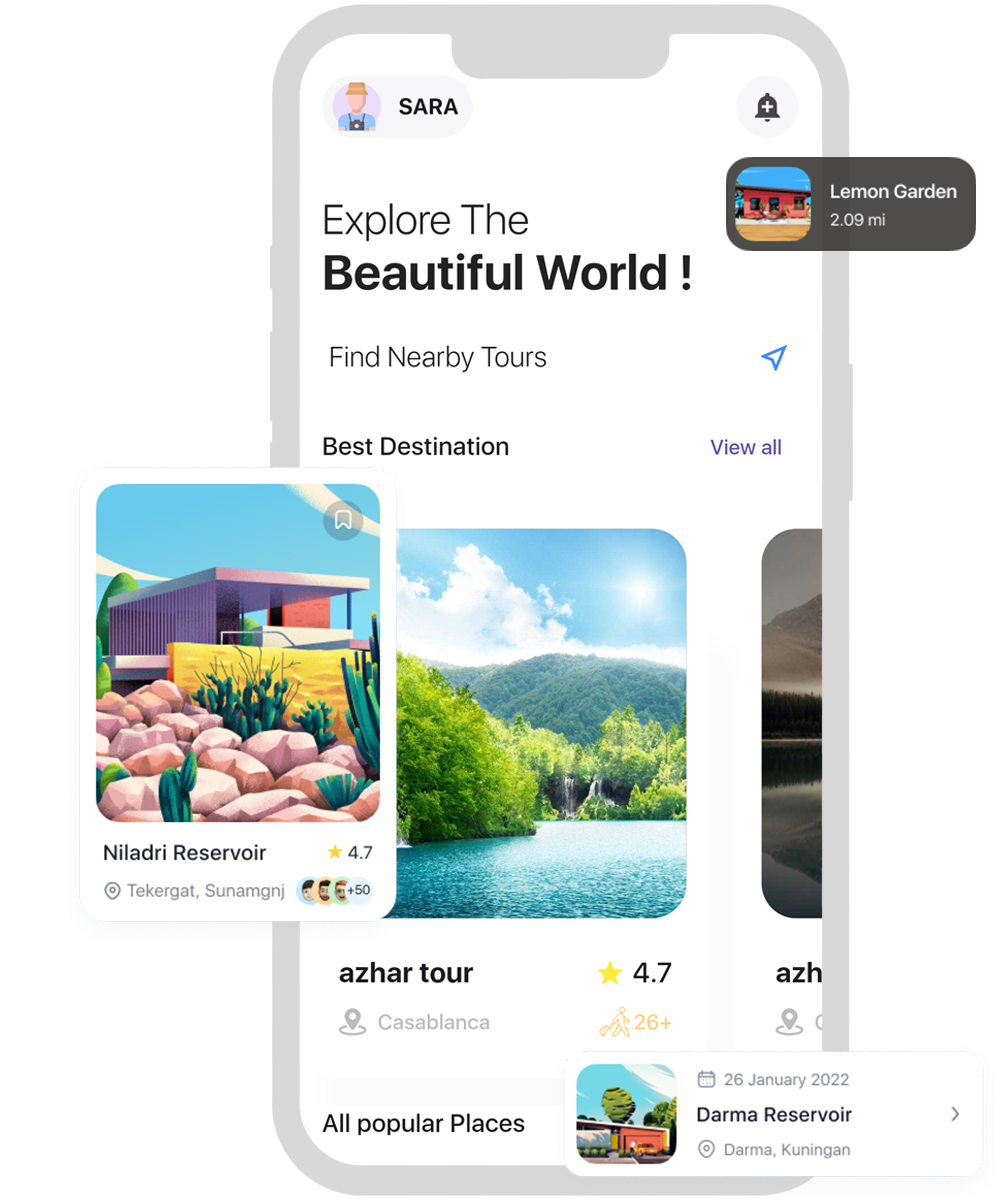 SARA
Lemon Garden
2.09 mi
Explore The
Beautiful World !
Find Nearby Tours
Best Destination
View all
Niladri Reservoir
4.7
Tekergat, Sunamgnj
+50
azhar tour
4.7
azh
Casablanca
26+
26 January 2022
Darma Reservoir
Darma, Kuningan
All popular Places